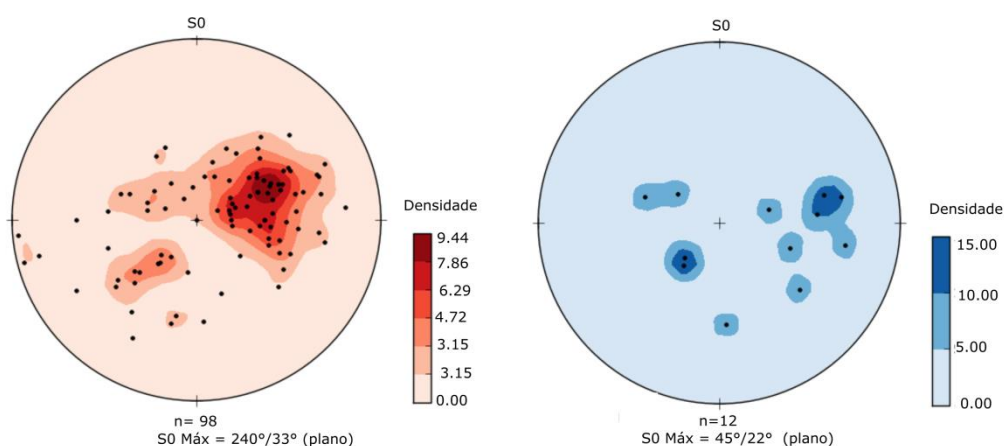 S0
Densidade
9.44
7.86
6.29
4.72
3.15
3.15
0.00
n= 98
S0 Máx = 240°/33° (plano)
S0
Densidade
15.00
10.00
5.00
0.00
n=12
S0 Máx = 45°/22° (plano)